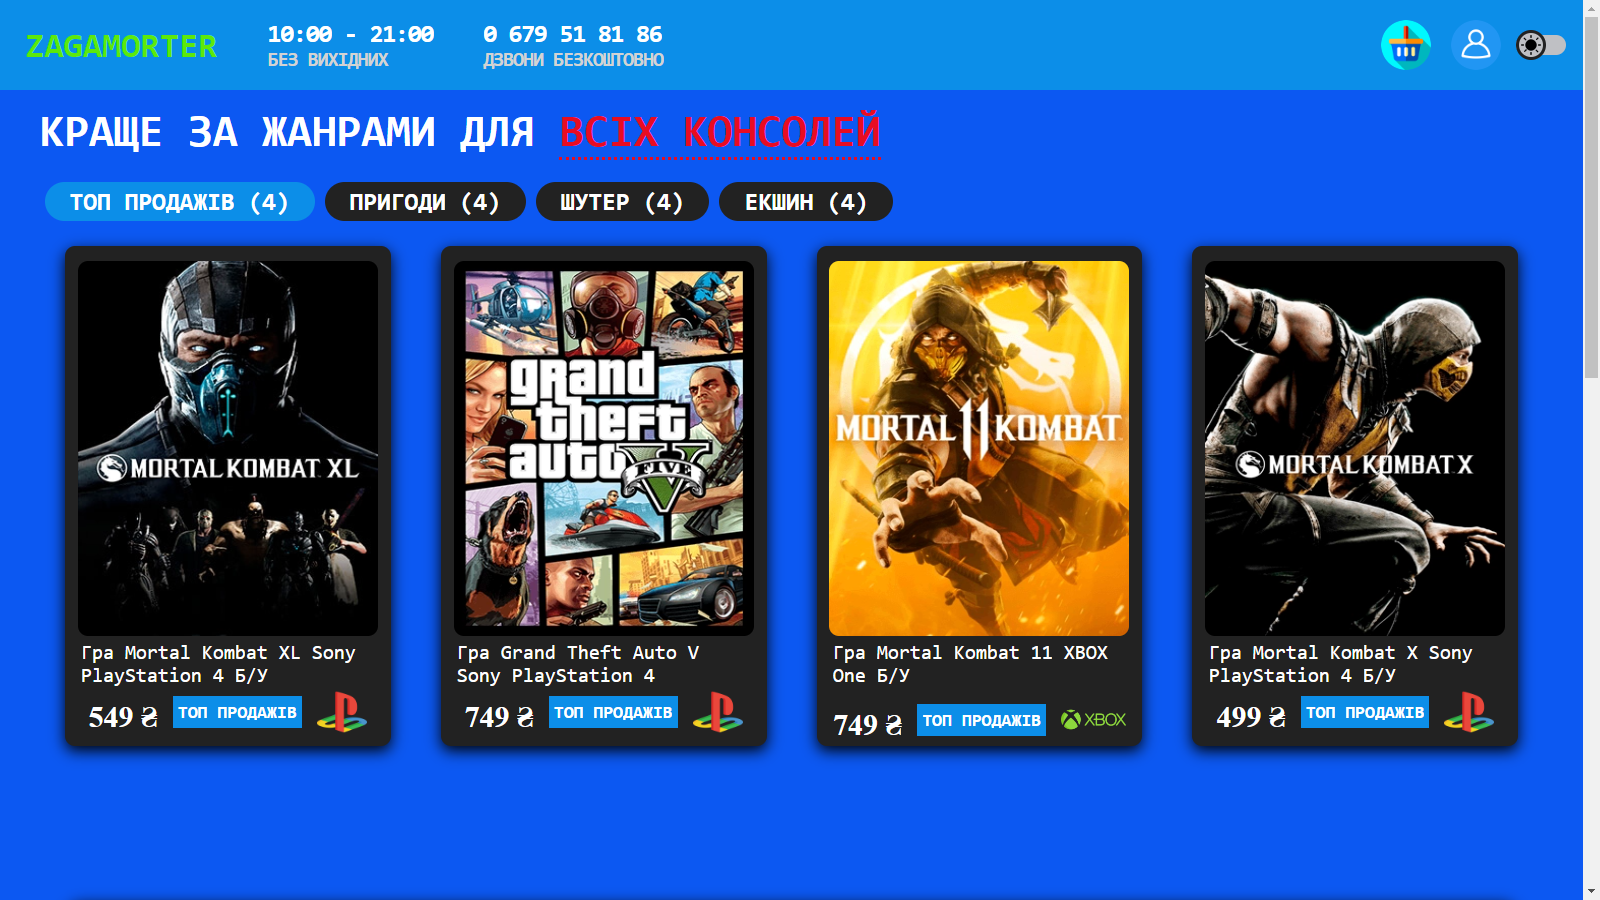 ZAGAMORTER
10:00 - 21:00
БЕЗ ВИХІДНИХ
0 679 51 81 86
ДЗВОНИ БЕЗКОШТОВНО
КРАЩЕ ЗА ЖАНРАМИ ДЛЯ ВСІХ КОНСОЛЕЙ
ТОП ПРОДАЖІВ (4)
ПРИГОДИ (4)
ШУТЕР (4)
ЕКШИН (4)
MORTAL KOMBAT XL
Гра Mortal Kombat XL Sony
PlayStation 4 Б/У
549 ₴
ТОП ПРОДАЖІВ
grand
theft
auto
V
FIVE
Гра Grand Theft Auto V
Sony PlayStation 4
749 ₴
ТОП ПРОДАЖІВ
MORTAL 11 KOMBAT
Гра Mortal Kombat 11 XBOX
One Б/У
749 ₴
ТОП ПРОДАЖІВ
XBOX
MORTAL KOMBAT X
Гра Mortal Kombat X Sony
PlayStation 4 Б/У
499 ₴
ТОП ПРОДАЖІВ